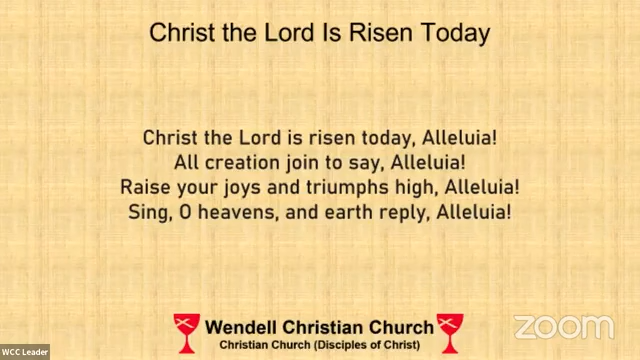 Christ the Lord Is Risen Today
Christ the Lord is risen today, Alleluia!
All creation join to say, Alleluia!
Raise your joys and triumphs high, Alleluia!
Sing, O heavens, and earth reply, Alleluia!
Wendell Christian Church
Christian Church (Disciples of Christ)
zoom
WCC Leader